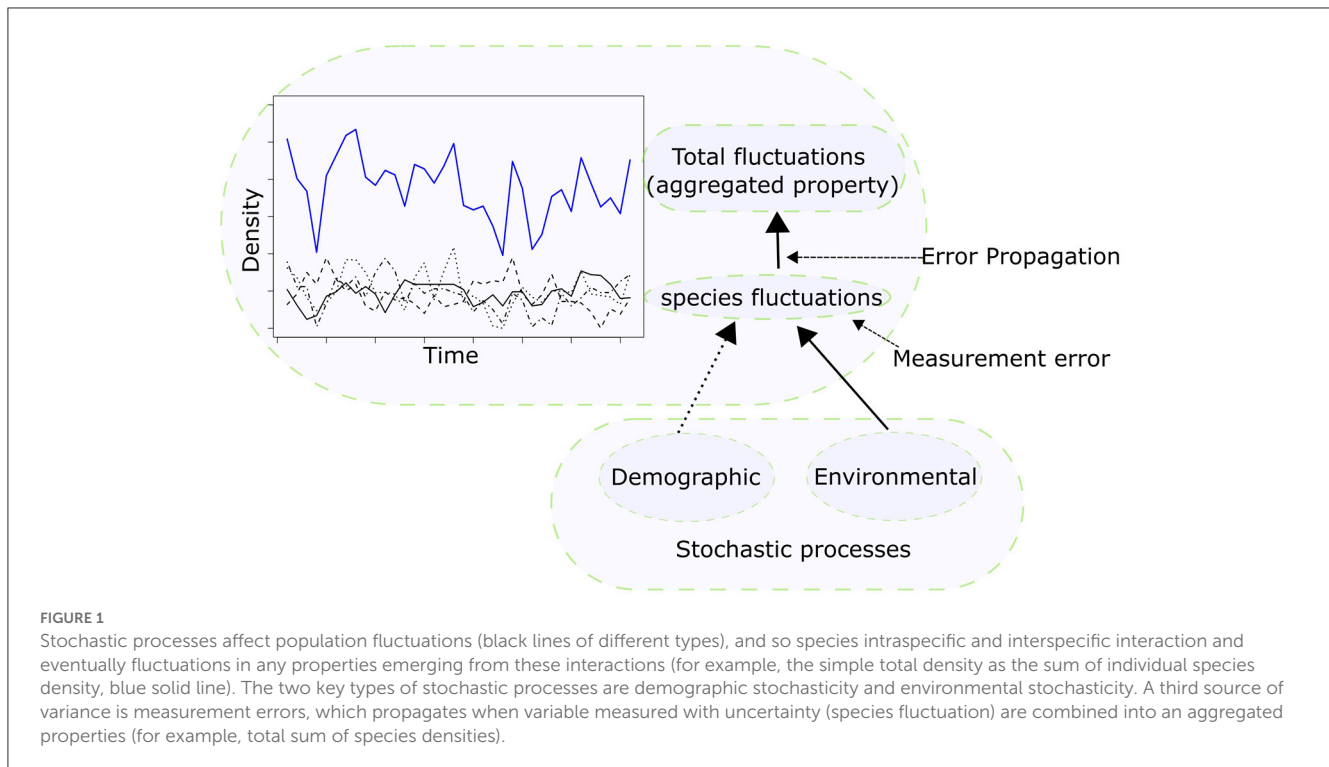 Total fluctuations
(aggregated property)
Density
Error Propagation
species fluctuations
Time
Measurement error
Demographic
Environmental
Stochastic processes
FIGURE 1
Stochastic processes affect population fluctuations (black lines of different types), and so species intraspecific and interspecific interaction and
eventually fluctuations in any properties emerging from these interactions (for example, the simple total density as the sum of individual species
density, blue solid line). The two key types of stochastic processes are demographic stochasticity and environmental stochasticity. A third source of
variance is measurement errors, which propagates when variable measured with uncertainty (species fluctuation) are combined into an aggregated
properties (for example, total sum of species densities).